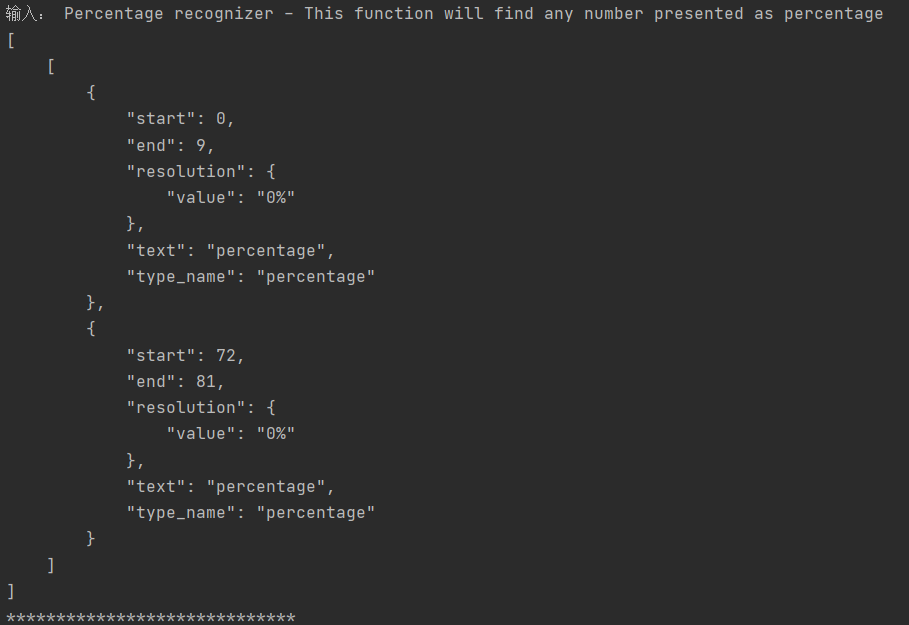 输入： Percentage recognizer - This function will find any number presented as percentage
[
    [
        {
            "start": 0,
            "end": 9,
            "resolution": {
                "value": "0%"
            },
            "text": "percentage",
            "type_name": "percentage"
        },
        {
            "start": 72,
            "end": 81,
            "resolution": {
                "value": "0%"
            },
            "text": "percentage",
            "type_name": "percentage"
        }
    ]
]
*****************************